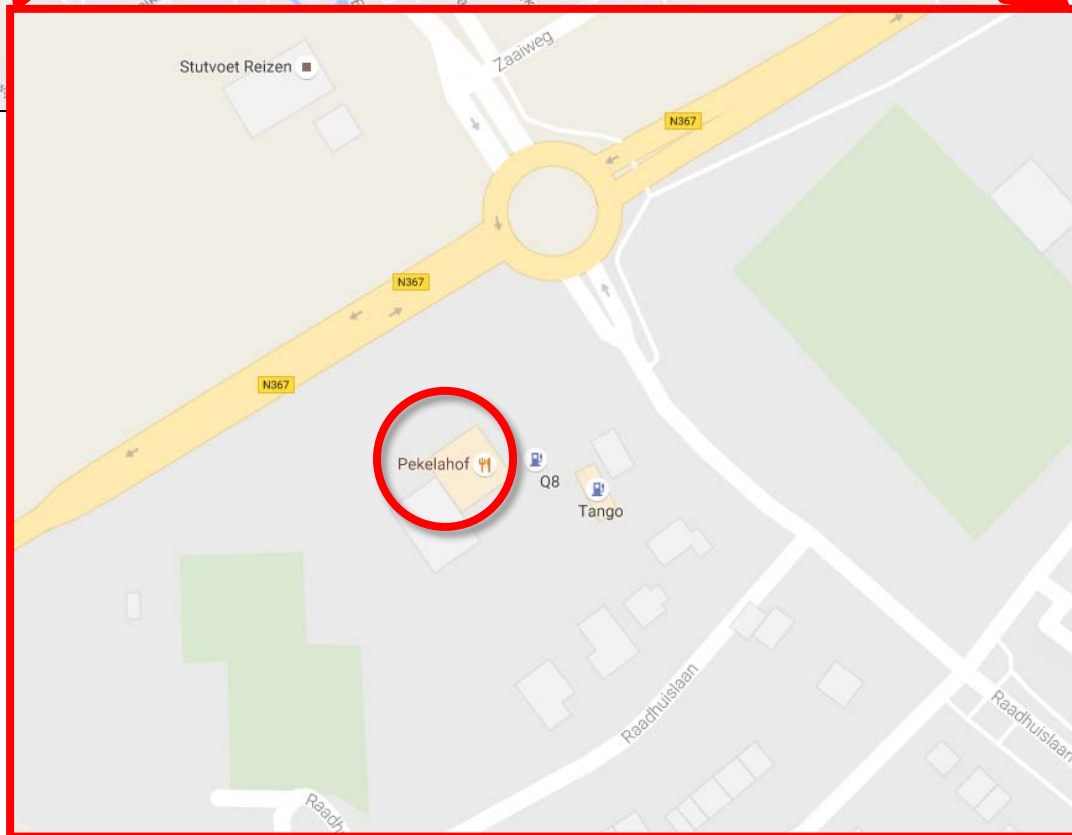 Zaaiweg
Stutvoet Reizen
N367
N367
N367
Pekelahof
Q8
Tango
Raadhuislaan
Raadhuislaan